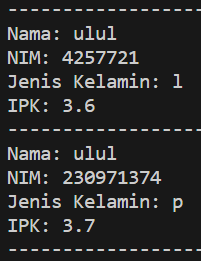 --------------------
Nama: ulul
NIM: 4257721
Jenis Kelamin: l
IPK: 3.6
--------------------
Nama: ulul
NIM: 230971374
Jenis Kelamin: p
IPK: 3.7
--------------------